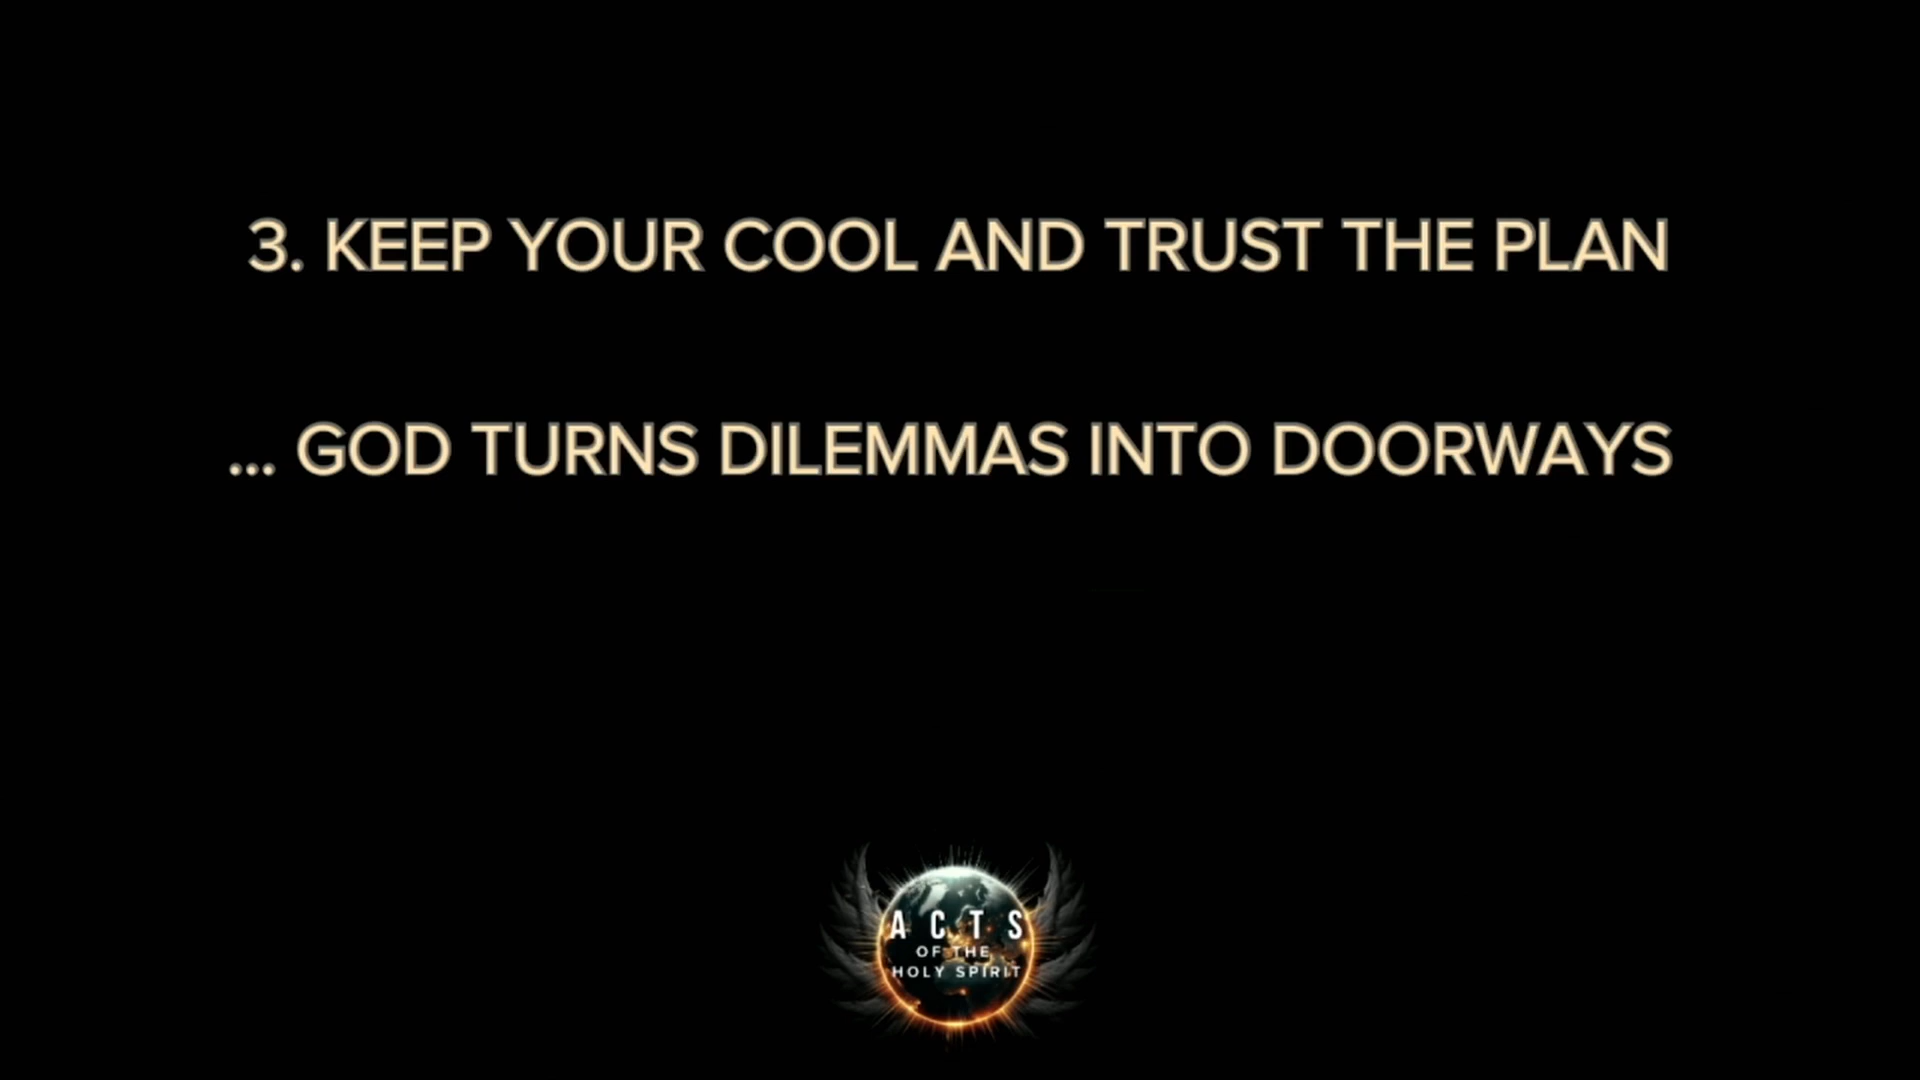 3. KEEP YOUR COOL AND TRUST THE PLAN
... GOD TURNS DILEMMAS INTO DOORWAYS
ACTS
OF THE
HOLY SPIRIT